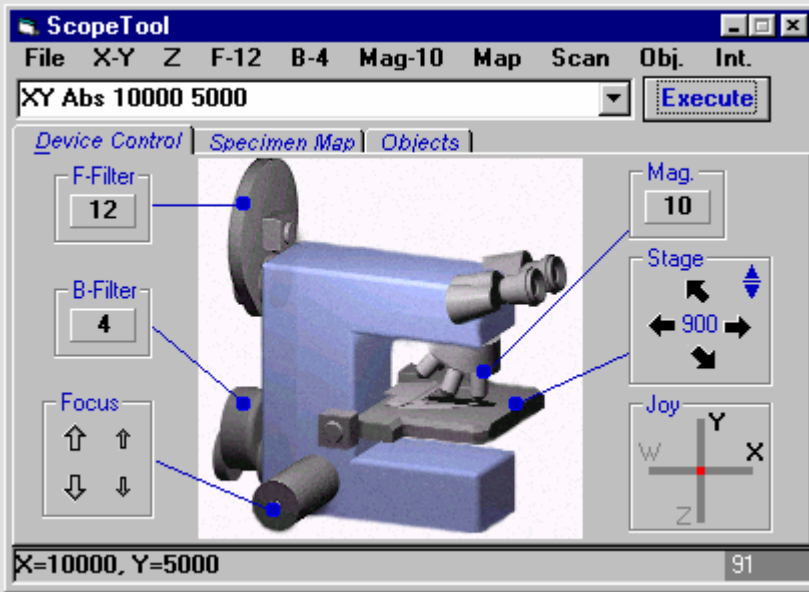 ScopeTool
File X-Y Z F-12 B-4 Mag-10 Map Scan Obj. Int.
XY Abs 10000 5000 Execute
Device Control Specimen Map Objects
F-Filter
12
Mag.
10
B-Filter
4
Stage
900
Focus
Joy
Y
W X
Z
X=10000, Y=5000 91